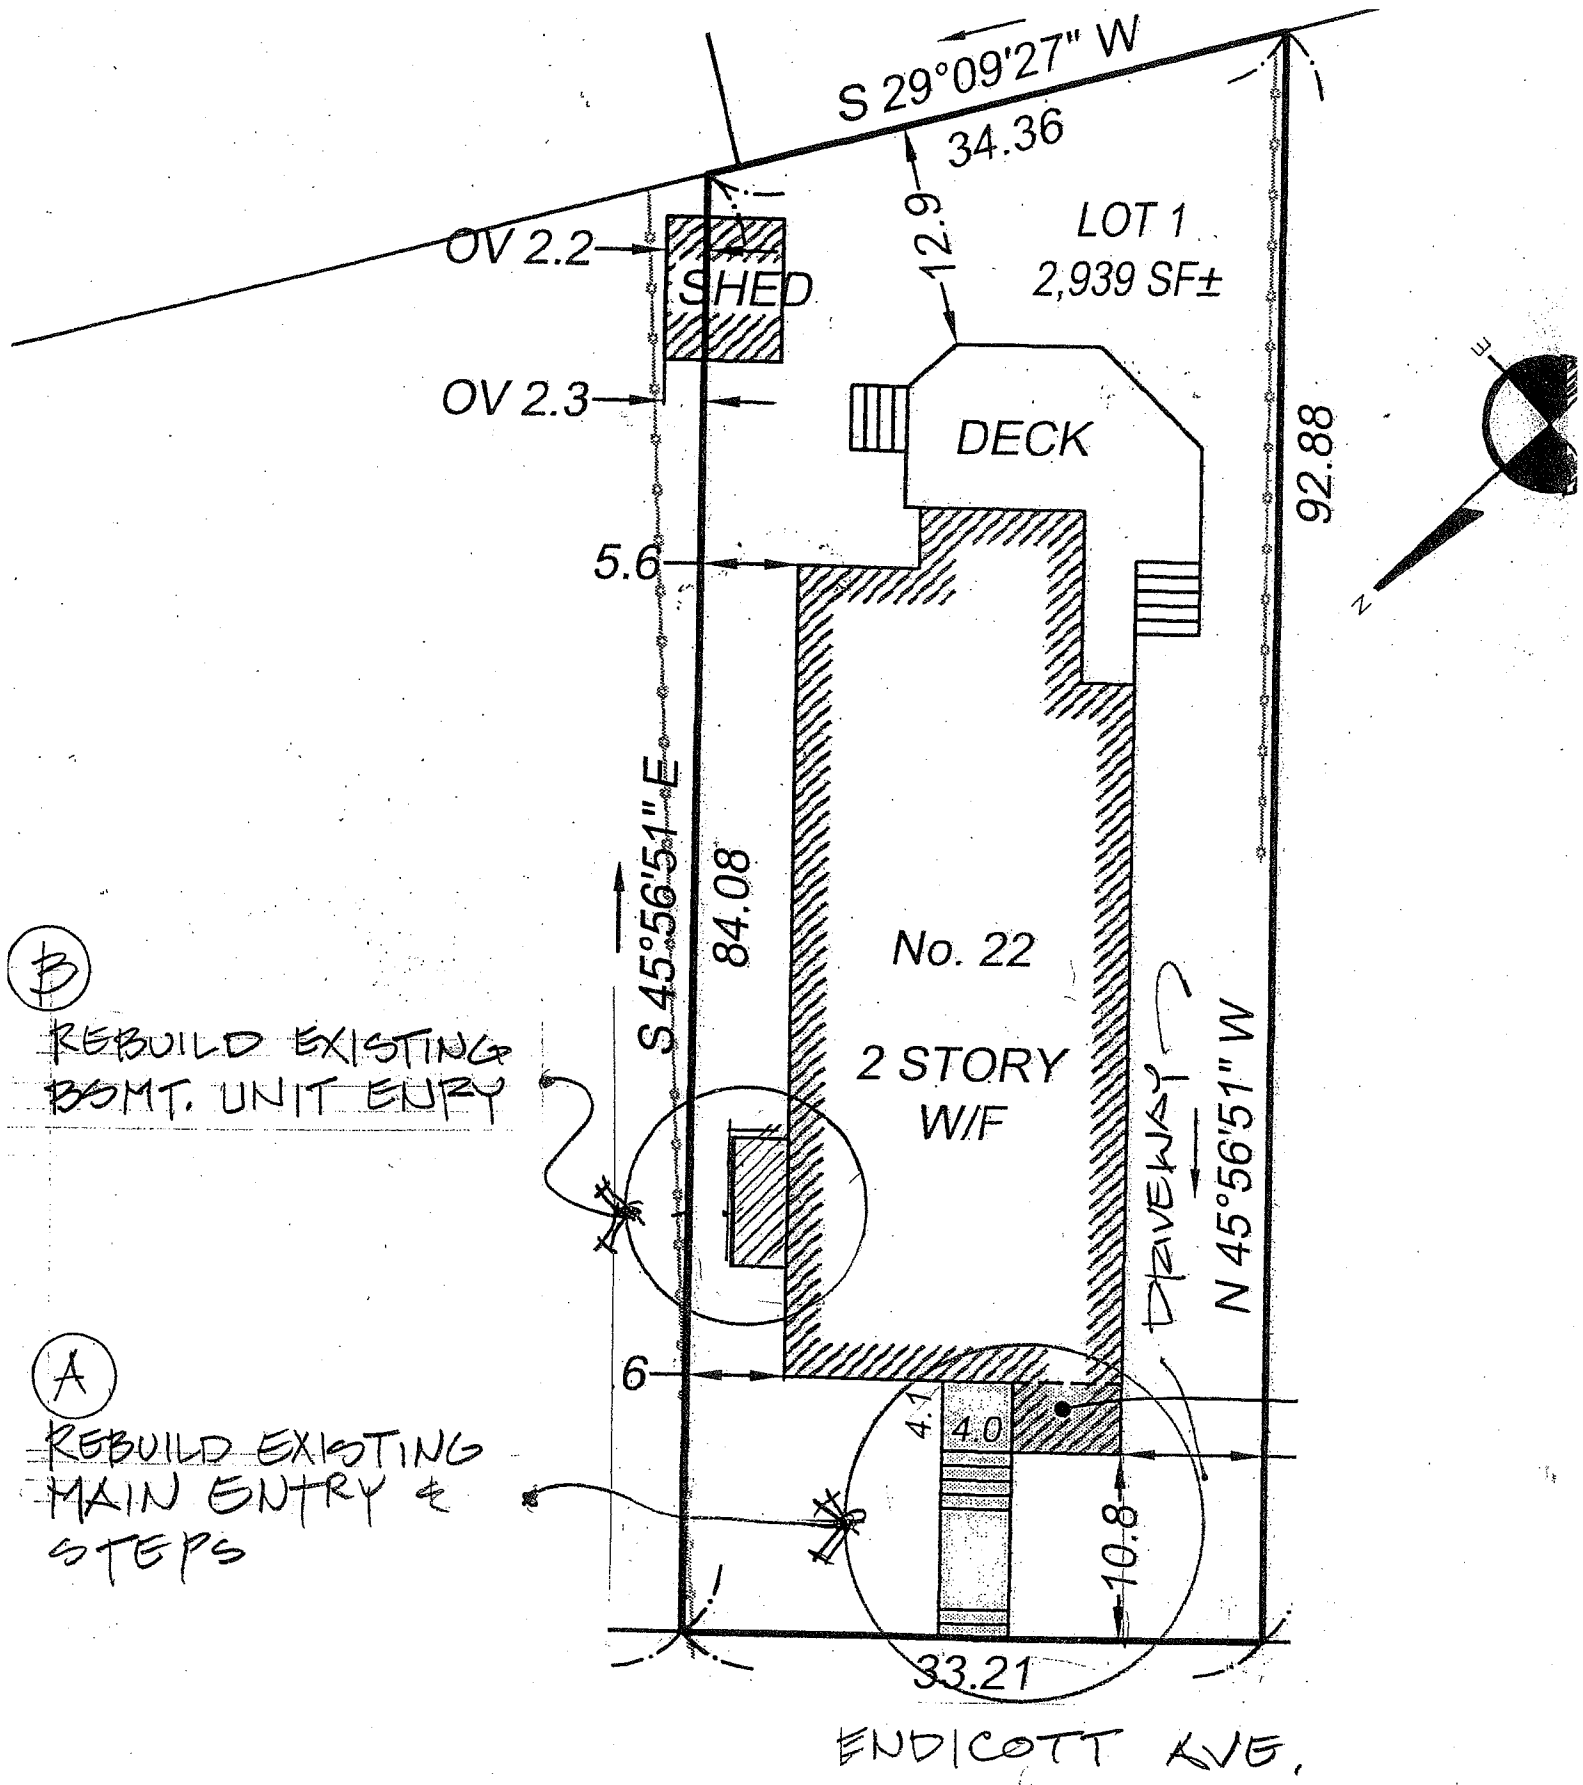 S 29°09'27" W
34.36
12.9
LOT 1
2,939 SF±
OV 2.2
SHED
OV 2.3
DECK
92.88
W
N
5.6
S 45°56'51" E
84.08
No. 22
2 STORY
W/F
DRIVEWAY
N 45°56'51" W
B
REBUILD EXISTING
BSMT. UNIT ENRY
A
REBUILD EXISTING
MAIN ENTRY &
STEPS
6
4.1
4.0
10.8
33.21
ENDICOTT AVE.